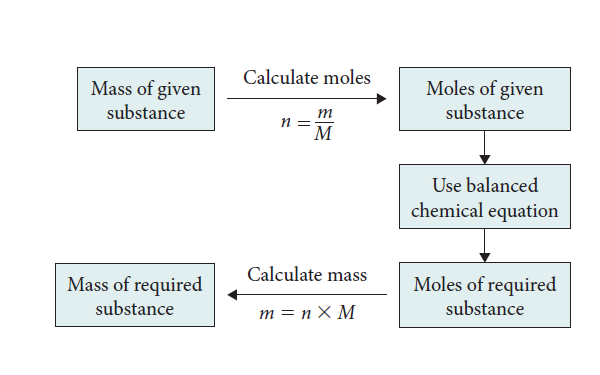 Mass of given
substance
Calculate moles
n = m/M
Moles of given
substance
Use balanced
chemical equation
Moles of required
substance
Calculate mass
m = n × M
Mass of required
substance